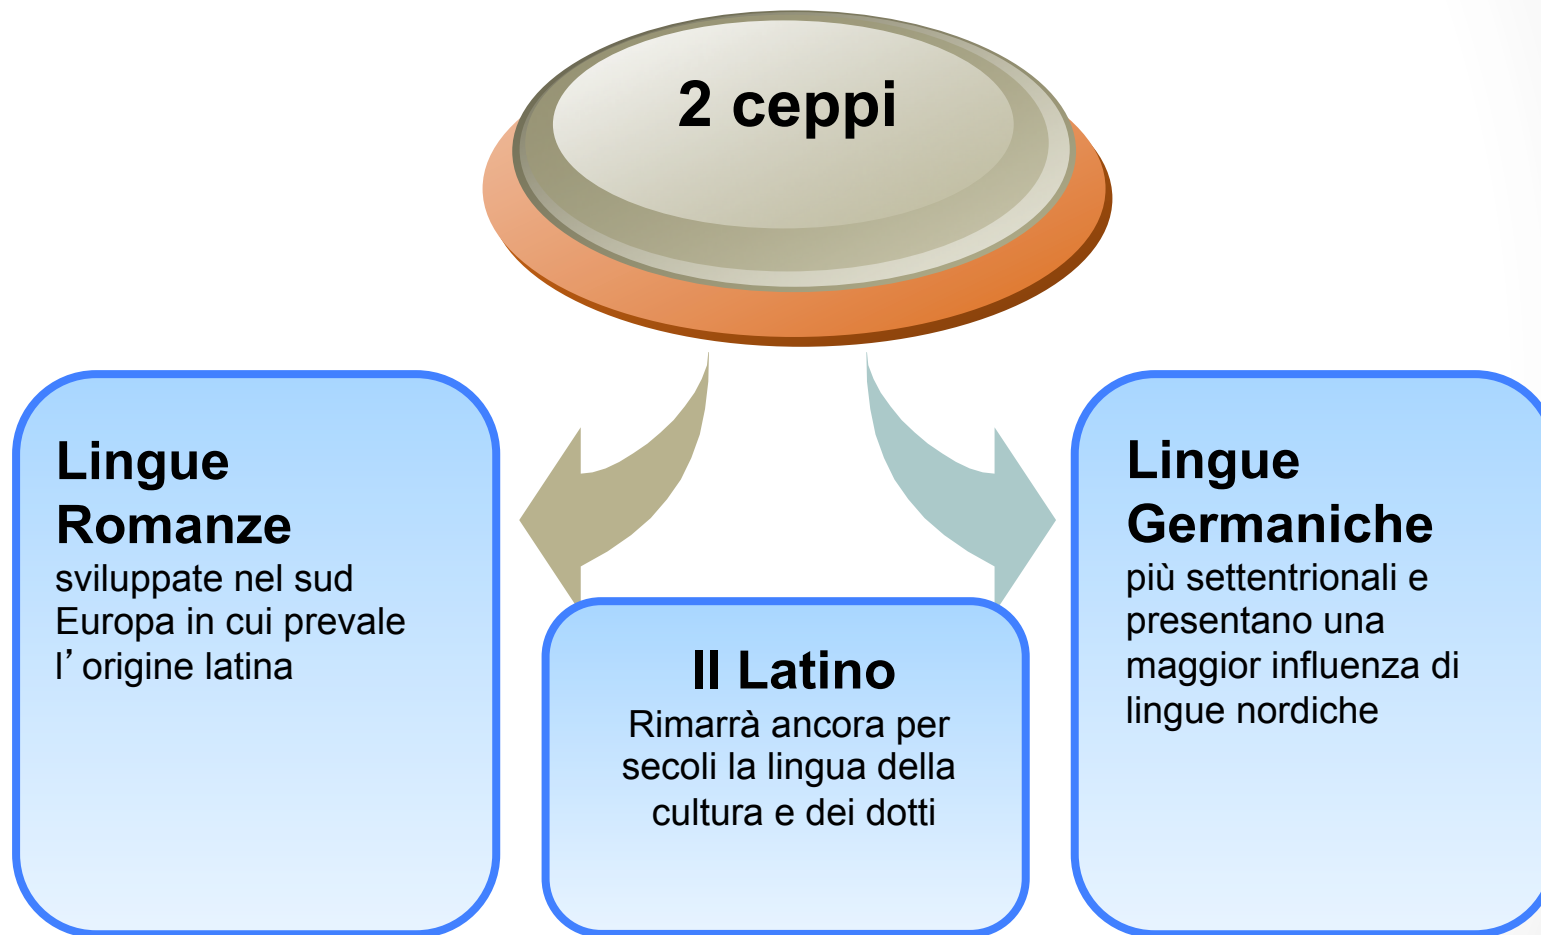 2 ceppi
Lingue
Romanze
sviluppate nel sud
Europa in cui prevale
l’ origine latina
Il Latino
Rimarrà ancora per
secoli la lingua della
cultura e dei dotti
Lingue
Germaniche
più settentrionali e
presentano una
maggior influenza di
lingue nordiche